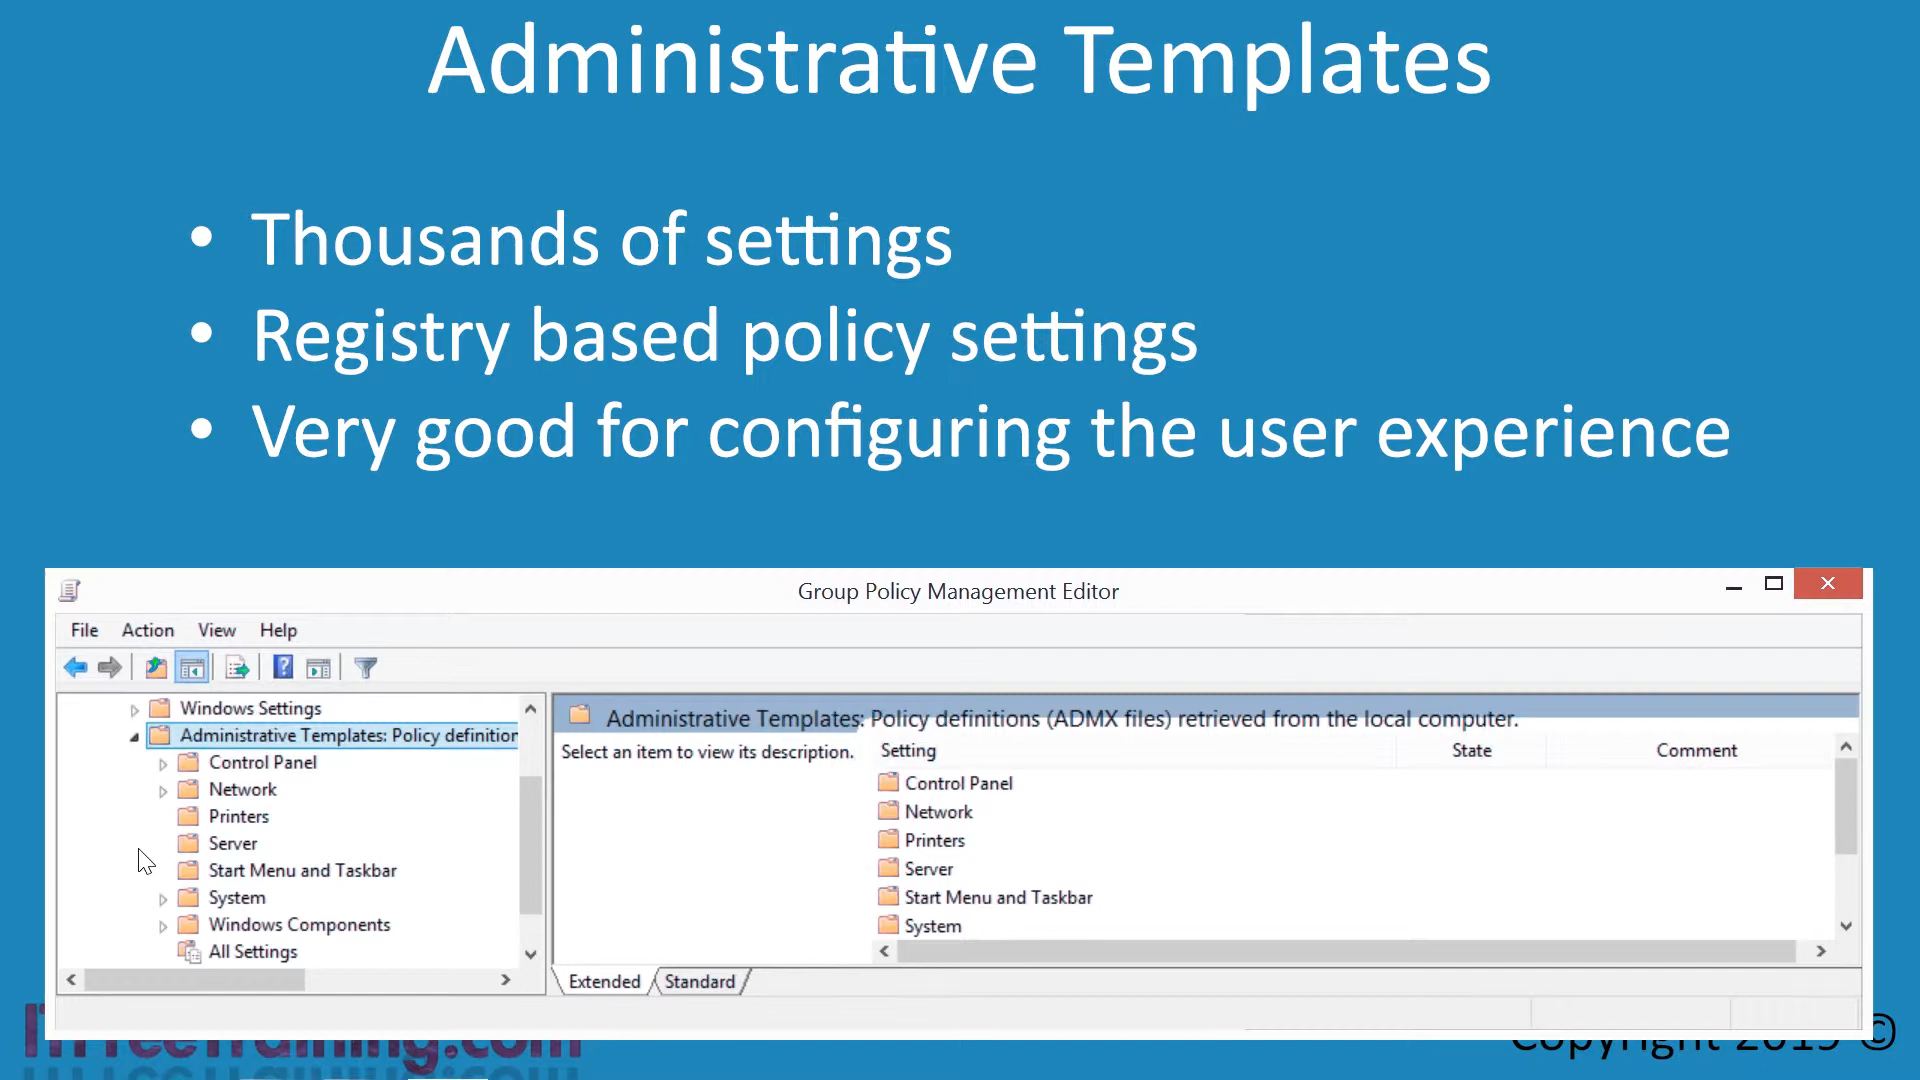 Administrative Templates
• Thousands of settings
• Registry based policy settings
• Very good for configuring the user experience
Group Policy Management Editor
File Action View Help
Windows Settings
Administrative Templates: Policy definition
Control Panel
Network
Printers
Server
Start Menu and Taskbar
System
Windows Components
All Settings
Administrative Templates: Policy definitions (ADMX files) retrieved from the local computer.
Select an item to view its description.
Setting State Comment
Control Panel
Network
Printers
Server
Start Menu and Taskbar
System
Extended Standard
ITFreeTraining.com
Copyright 2015 ©